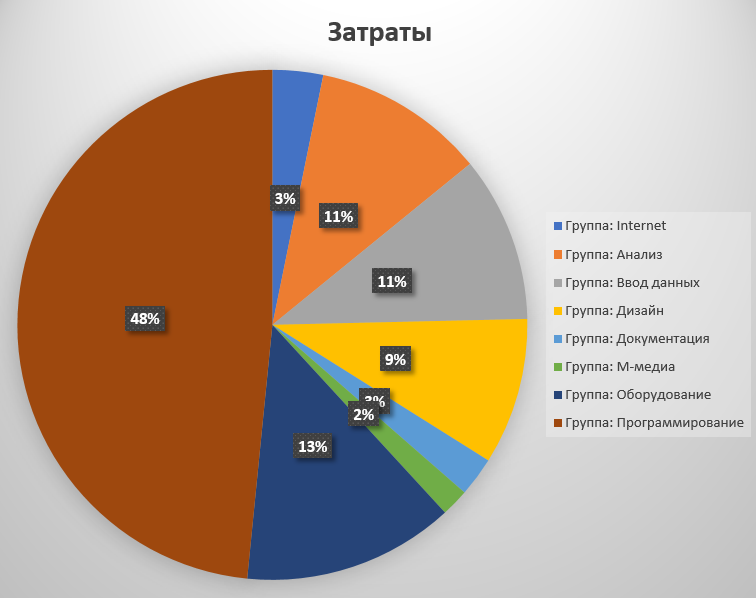 Затраты
3%
11%
11%
9%
3%
2%
13%
48%
Группа: Internet
Группа: Анализ
Группа: Ввод данных
Группа: Дизайн
Группа: Документация
Группа: М-медиа
Группа: Оборудование
Группа: Программирование